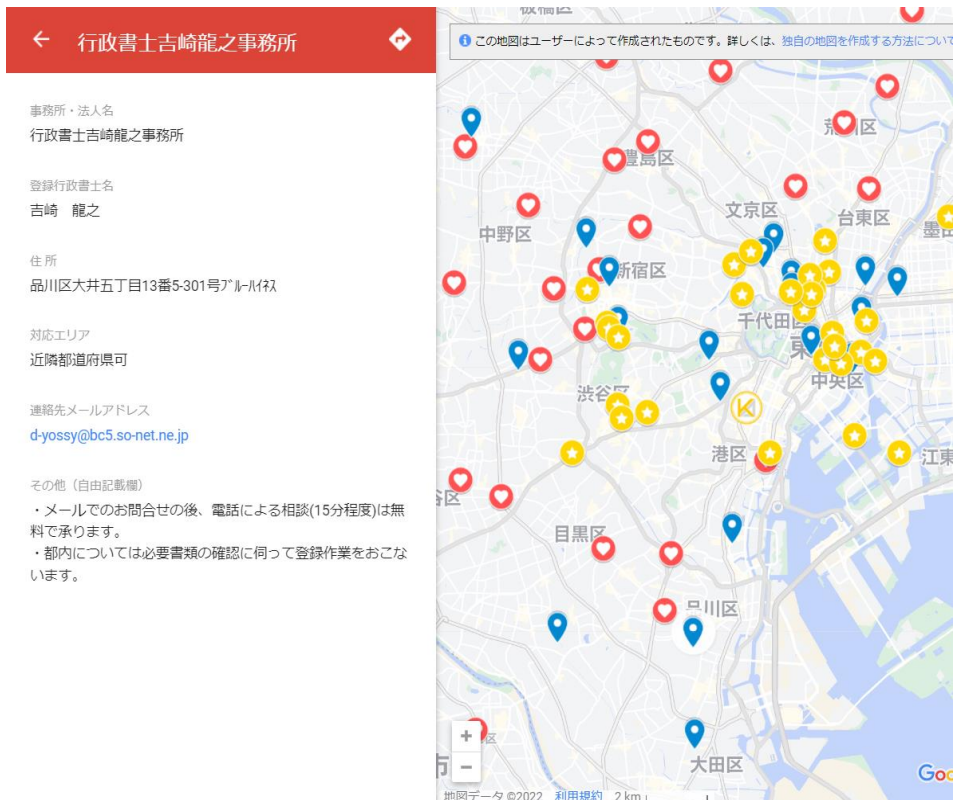 行政書士吉崎龍之事務所
事務所・法人名
行政書士吉崎龍之事務所
登録行政書士名
吉崎　龍之
住所
品川区大井五丁目13番5-301号ﾌﾟﾙｰﾊｲﾈｽ
対応エリア
近隣都道府県可
連絡先メールアドレス
d-yossy@bc5.so-net.ne.jp
その他（自由記載欄）
・メールでのお問合せの後、電話による相談(15分程度)は無
料で承ります。
・都内については必要書類の確認に伺って登録作業をおこな
います。
板橋区
この地図はユーザーによって作成されたものです。詳しくは、独自の地図を作成する方法について
豊島区
文京区
台東区
中野区
新宿区
千代田区
中央区
渋谷区
港区
江東
目黒区
品川区
大田区
地図データ ©2022
利用規約
2 km